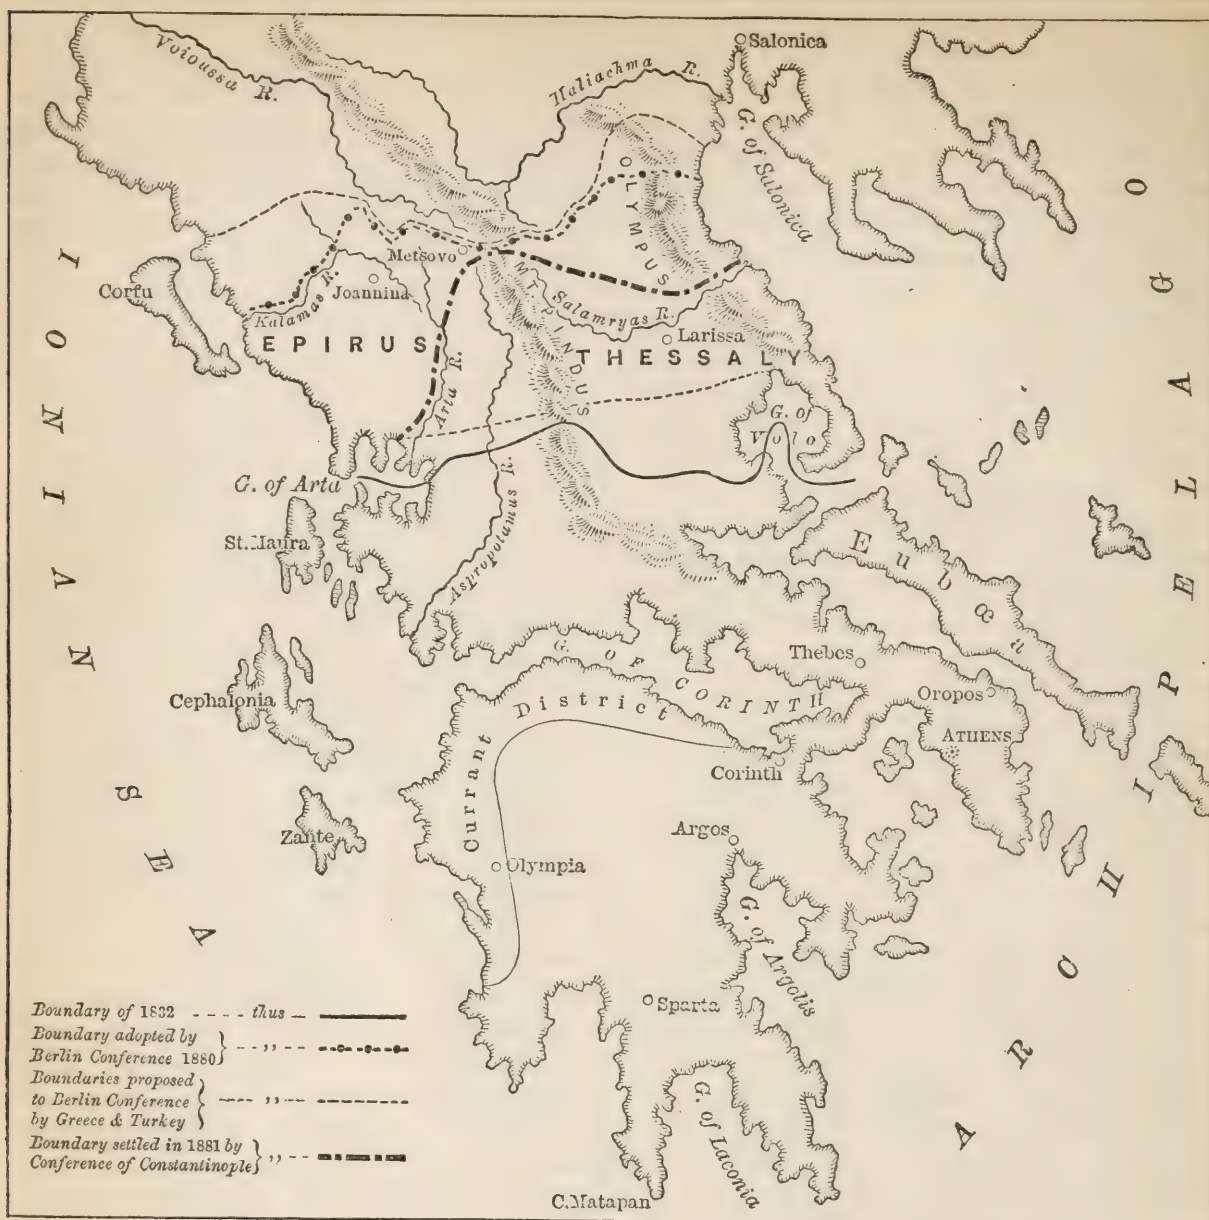 Voioussa R.
Haliachma R.
Salonica
G. of Salonica
OLYMPUS
Metsovo
Corfu
Kalamas R.
Joannina
MT PINDUS
Salamryas R.
Larissa
EPIRUS
THESSALY
Arta R.
G. of Volo
G. of Arta
Aspropotamus R.
St. Maura
Eubœa
IONIAN SEA
ARCHIPELAGO
Thebes
G. OF CORINTH
Cephalonia
Oropos
Currant District
ATHENS
Corinth
Zante
Argos
Olympia
G. of Argolis
Sparta
G. of Laconia
C. Matapan
Boundary of 1832 - - - - thus —
Boundary adopted by
Berlin Conference 1880 } - - ,, - -
Boundaries proposed
to Berlin Conference } - - ,, - -
by Greece & Turkey
Boundary settled in 1881 by
Conference of Constantinople } ,, - -